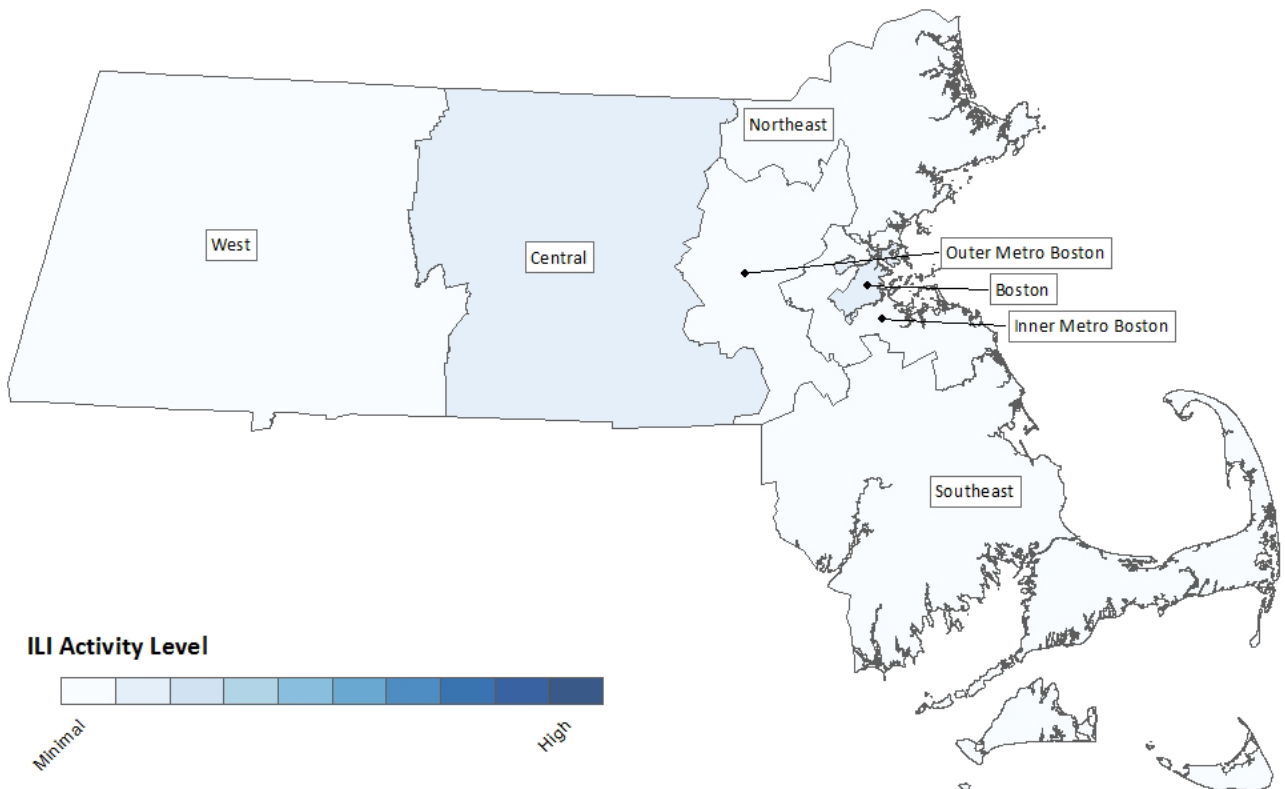 Northeast
West
Central
Outer Metro Boston
Boston
Inner Metro Boston
Southeast
ILI Activity Level
Minimal
High